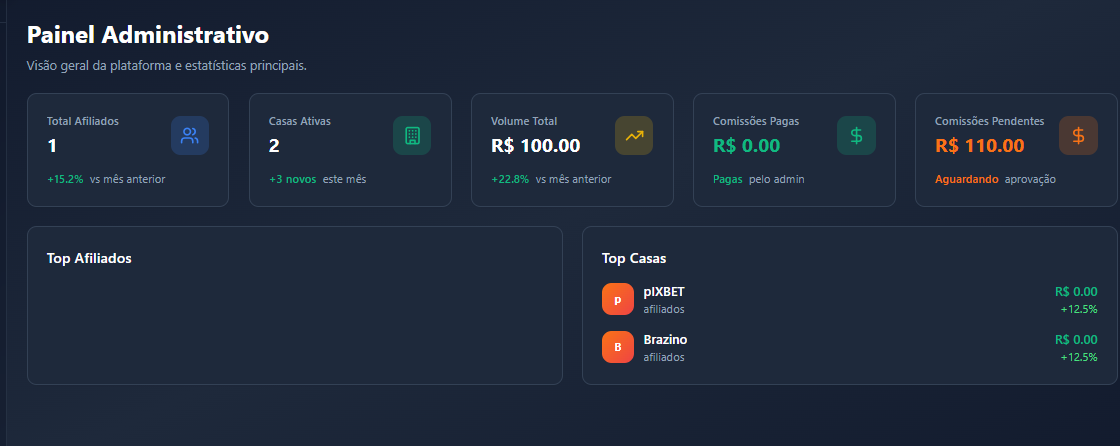 Painel Administrativo
Visão geral da plataforma e estatísticas principais.
Total Afiliados
1
+15.2% vs mês anterior
Casas Ativas
2
+3 novos este mês
Volume Total
R$ 100.00
+22.8% vs mês anterior
Comissões Pagas
R$ 0.00
Pagas pelo admin
Comissões Pendentes
R$ 110.00
Aguardando aprovação
Top Afiliados
Top Casas
p
pIXBET
afiliados
R$ 0.00
+12.5%
B
Brazino
afiliados
R$ 0.00
+12.5%